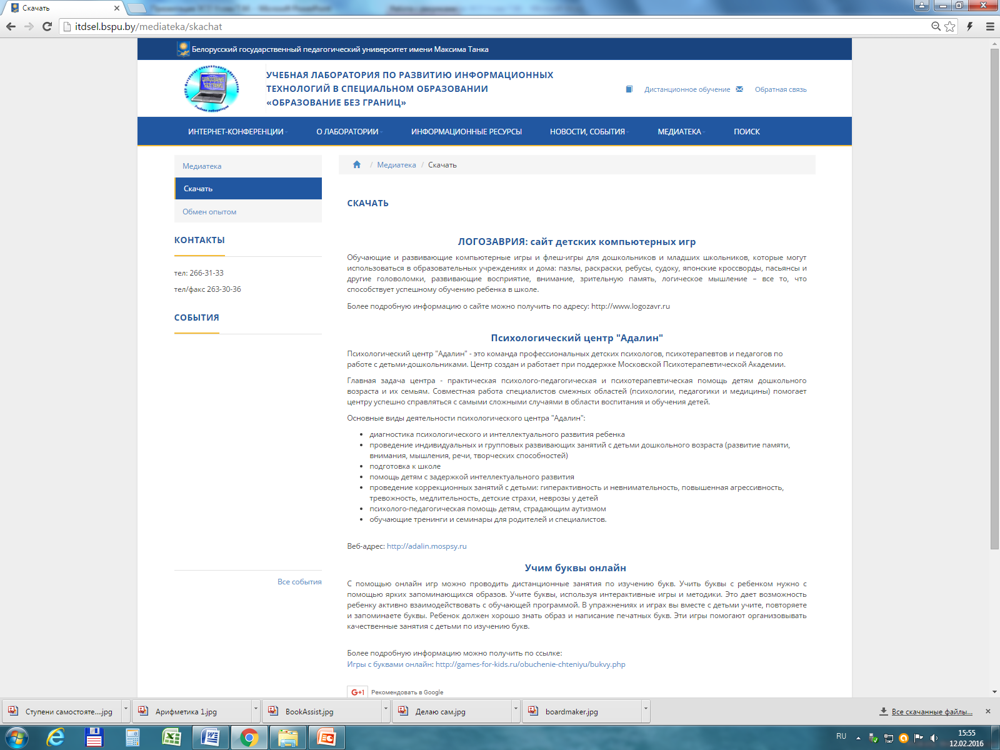 Скачать
itdsel.bspu.by/mediateka/skachat
Белорусский государственный педагогический университет имени Максима Танка
УЧЕБНАЯ ЛАБОРАТОРИЯ ПО РАЗВИТИЮ ИНФОРМАЦИОННЫХ
ТЕХНОЛОГИЙ В СПЕЦИАЛЬНОМ ОБРАЗОВАНИИ
«ОБРАЗОВАНИЕ БЕЗ ГРАНИЦ»
Дистанционное обучение Обратная связь
ИНТЕРНЕТ-КОНФЕРЕНЦИИ О ЛАБОРАТОРИИ ИНФОРМАЦИОННЫЕ РЕСУРСЫ НОВОСТИ, СОБЫТИЯ МЕДИАТЕКА ПОИСК
Медиатека
Скачать
Обмен опытом
КОНТАКТЫ
тел: 266-31-33
тел/факс 263-30-36
СОБЫТИЯ
Все события
/ Медиатека / Скачать
СКАЧАТЬ
ЛОГОЗАВРИЯ: сайт детских компьютерных игр
Обучающие и развивающие компьютерные игры и флеш-игры для дошкольников и младших школьников, которые могут
использоваться в образовательных учреждениях и дома: пазлы, раскраски, ребусы, судоку, японские кроссворды, пасьянсы и
другие головоломки, развивающие восприятие, внимание, зрительную память, логическое мышление – все то, что
способствует успешному обучению ребенка в школе.
Более подробную информацию о сайте можно получить по адресу: http://www.logozavr.ru
Психологический центр "Адалин"
Психологический центр "Адалин" - это команда профессиональных детских психологов, психотерапевтов и педагогов по
работе с детьми-дошкольниками. Центр создан и работает при поддержке Московской Психотерапевтической Академии.
Главная задача центра - практическая психолого-педагогическая и психотерапевтическая помощь детям дошкольного
возраста и их семьям. Совместная работа специалистов смежных областей (психологии, педагогики и медицины) помогает
центру успешно справляться с самыми сложными случаями в области воспитания и обучения детей.
Основные виды деятельности психологического центра "Адалин":
• диагностика психологического и интеллектуального развития ребенка
• проведение индивидуальных и групповых развивающих занятий с детьми дошкольного возраста (развитие памяти,
внимания, мышления, речи, творческих способностей)
• подготовка к школе
• помощь детям с задержкой интеллектуального развития
• проведение коррекционных занятий с детьми: гиперактивность и невнимательность, повышенная агрессивность,
тревожность, медлительность, детские страхи, неврозы у детей
• психолого-педагогическая помощь детям, страдающим аутизмом
• обучающие тренинги и семинары для родителей и специалистов.
Веб-адрес: http://adalin.mospsy.ru
Учим буквы онлайн
С помощью онлайн игр можно проводить дистанционные занятия по изучению букв. Учить буквы с ребенком нужно с
помощью ярких запоминающихся образов. Учите буквы, используя интерактивные игры и методики. Это дает возможность
ребенку активно взаимодействовать с обучающей программой. В упражнениях и играх вы вместе с детьми учите, повторяете
и запоминаете буквы. Ребенок должен хорошо знать образ и написание печатных букв. Эти игры помогают организовывать
качественные занятия с детьми по изучению букв.
Более подробную информацию можно получить по ссылке:
Игры с буквами онлайн: http://games-for-kids.ru/obuchenie-chteniyu/bukvy.php
G+1 Рекомендовать в Google
Ступени самостояте....jpg Арифметика 1.jpg BookAssist.jpg Делаю сам.jpg boardmaker.jpg Все скачанные файлы...
RU 15:55
12.02.2016